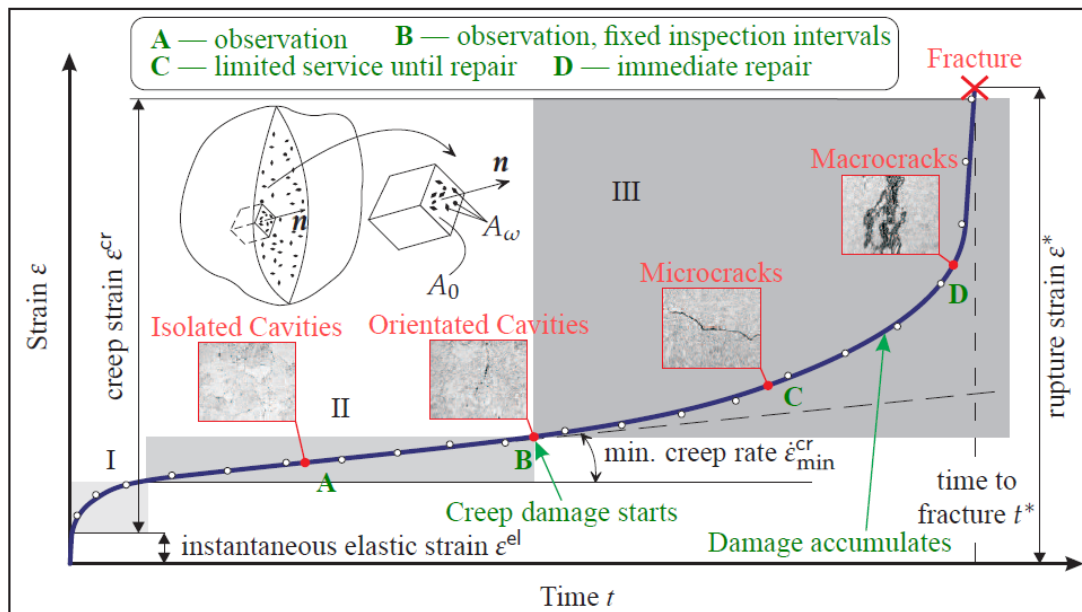 A — observation B — observation, fixed inspection intervals
C — limited service until repair D — immediate repair
Fracture
Strain ε
creep strain ε^cr
n
n
A_ω
A_0
III
Macrocracks
D
Microcracks
C
Isolated Cavities
Orientated Cavities
II
I
A
B
min. creep rate ε̇^cr_min
Creep damage starts
Damage accumulates
instantaneous elastic strain ε^el
time to
fracture t*
rupture strain ε*
Time t